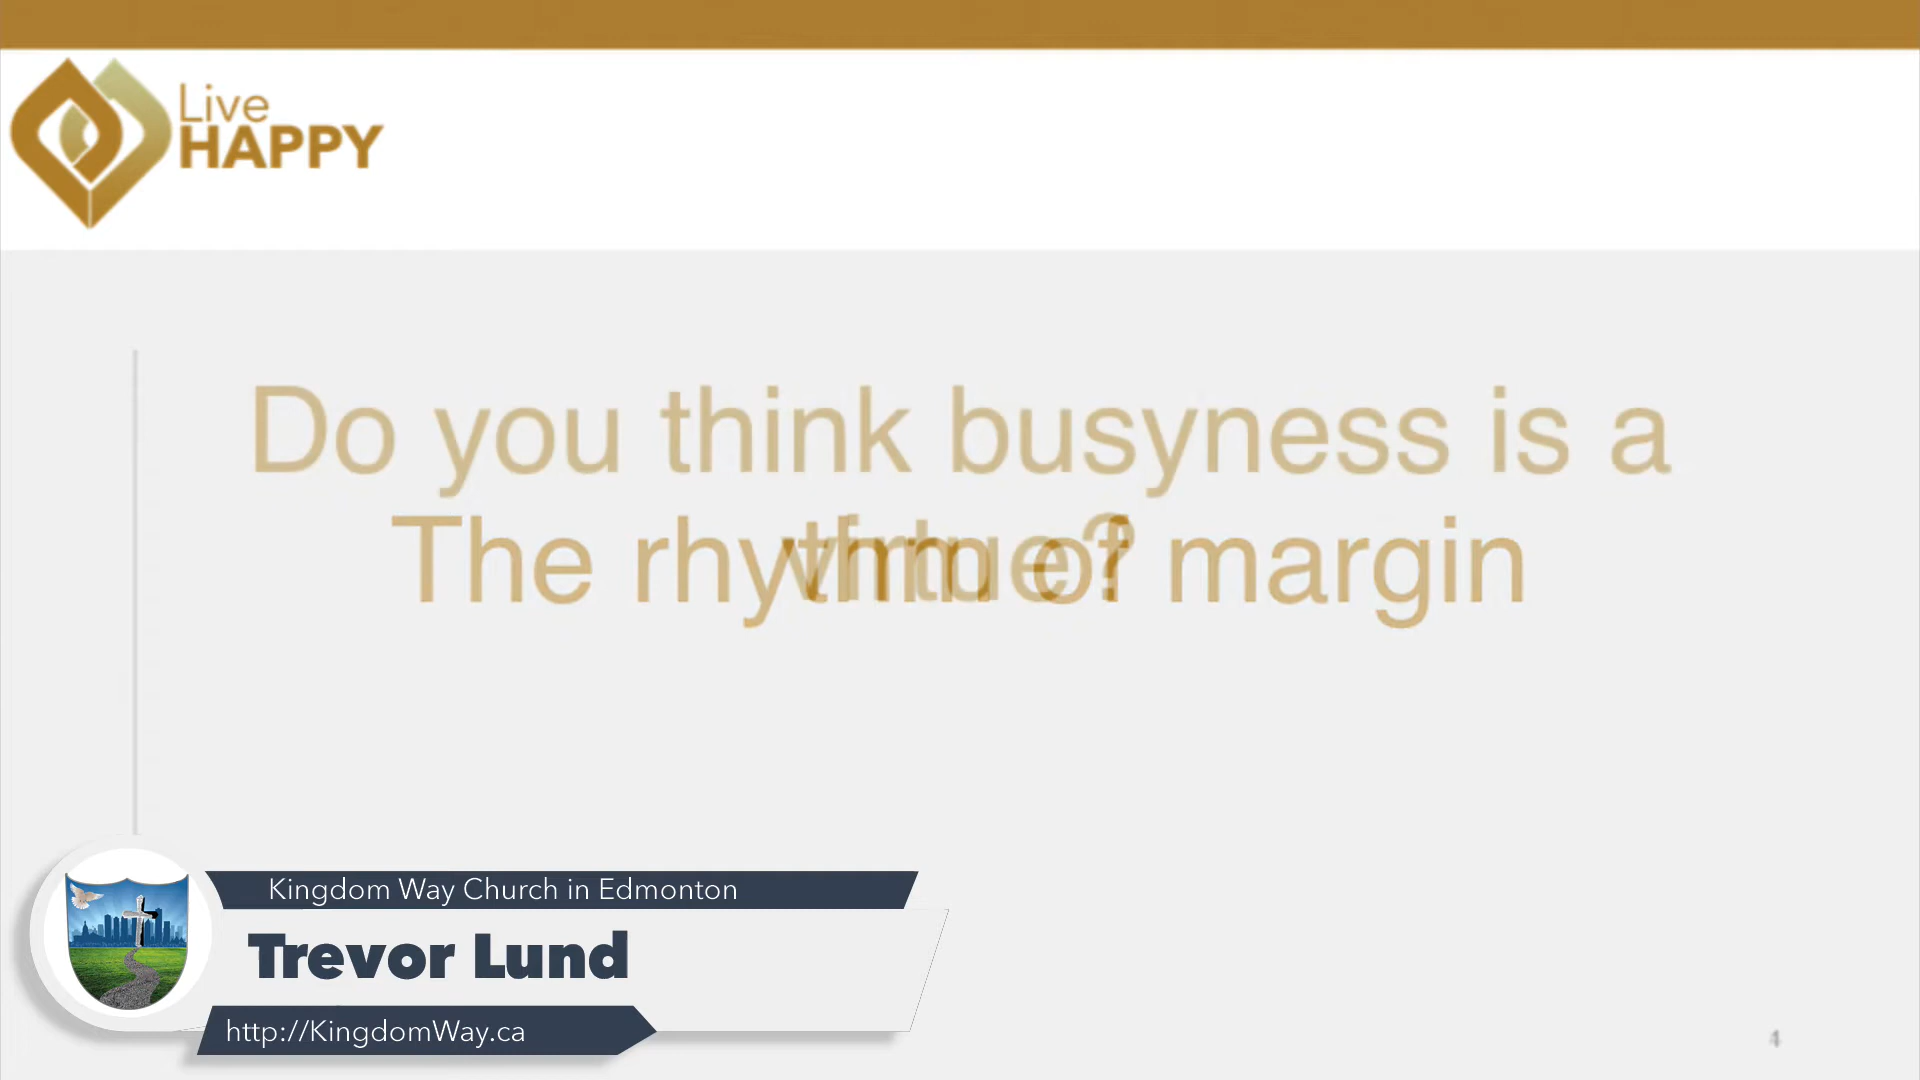 Live
HAPPY
Do you think busyness is a
virtue?
The rhythm of margin
Kingdom Way Church in Edmonton
Trevor Lund
http://KingdomWay.ca